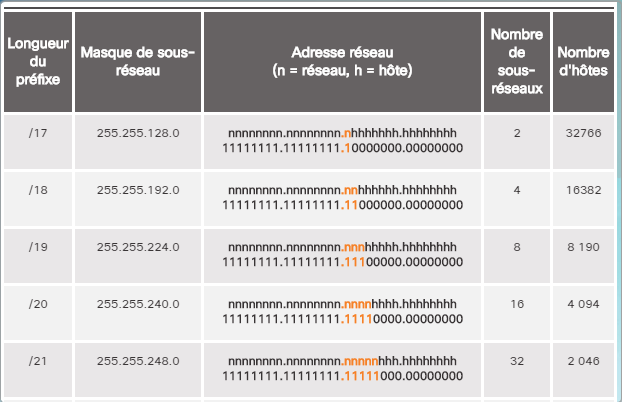 Longueur du préfixe | Masque de sous-réseau | Adresse réseau (n = réseau, h = hôte) | Nombre de sous-réseaux | Nombre d'hôtes
/17 | 255.255.128.0 | nnnnnnnn.nnnnnnnn.nhhhhhhh.hhhhhhhh | 2 | 32766
11111111.11111111.10000000.00000000
/18 | 255.255.192.0 | nnnnnnnn.nnnnnnnn.nnhhhhhh.hhhhhhhh | 4 | 16382
11111111.11111111.11000000.00000000
/19 | 255.255.224.0 | nnnnnnnn.nnnnnnnn.nnnhhhhh.hhhhhhhh | 8 | 8 190
11111111.11111111.11100000.00000000
/20 | 255.255.240.0 | nnnnnnnn.nnnnnnnn.nnnnhhhh.hhhhhhhh | 16 | 4 094
11111111.11111111.11110000.00000000
/21 | 255.255.248.0 | nnnnnnnn.nnnnnnnn.nnnnnhhh.hhhhhhhh | 32 | 2 046
11111111.11111111.11111000.00000000